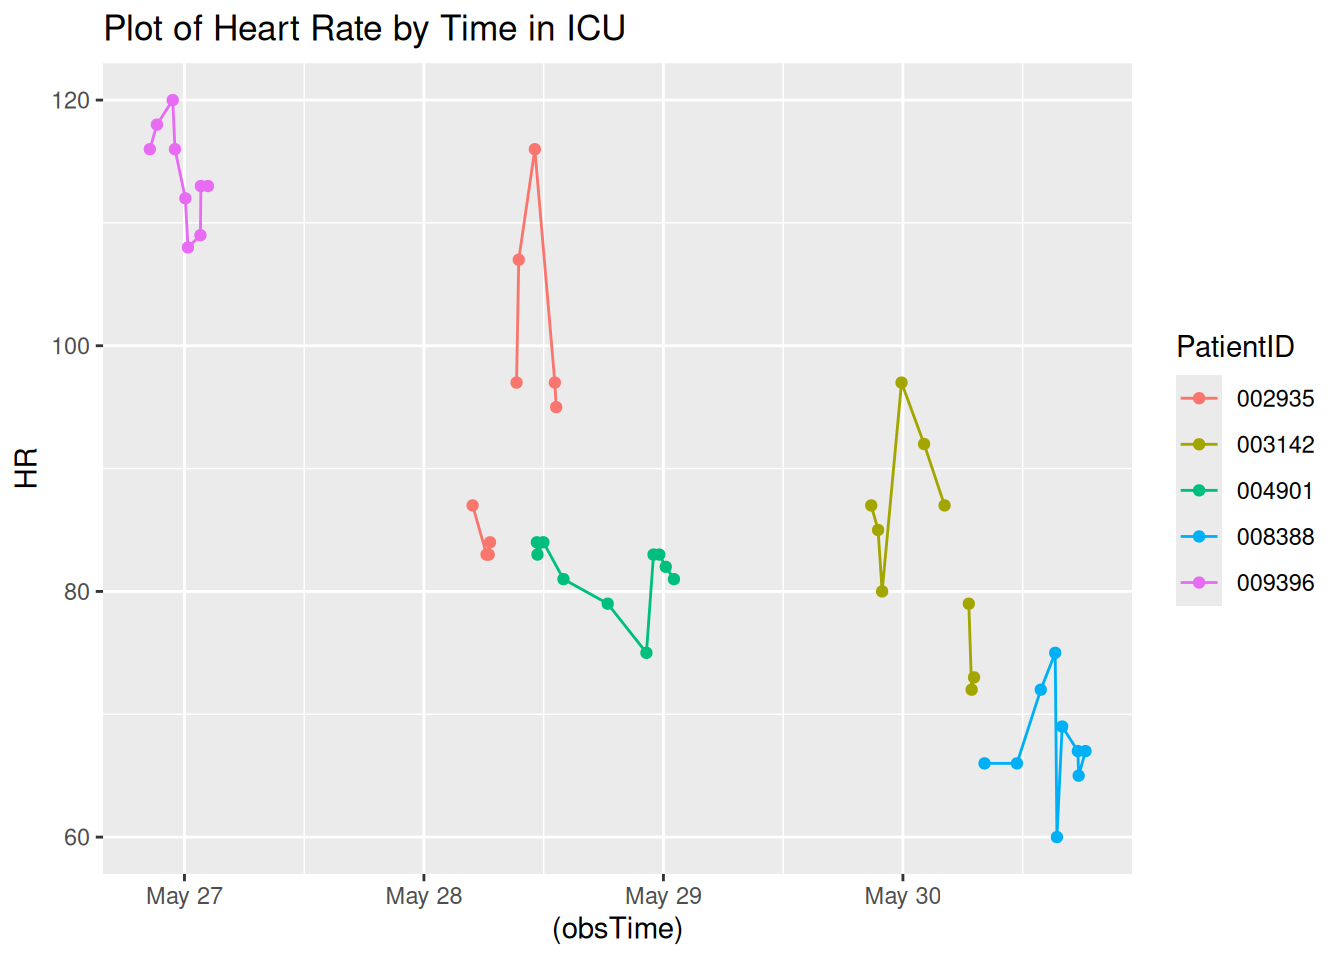 Plot of Heart Rate by Time in ICU
120
100
80
60
HR
May 27
May 28
May 29
May 30
(obsTime)
PatientID
002935
003142
004901
008388
009396